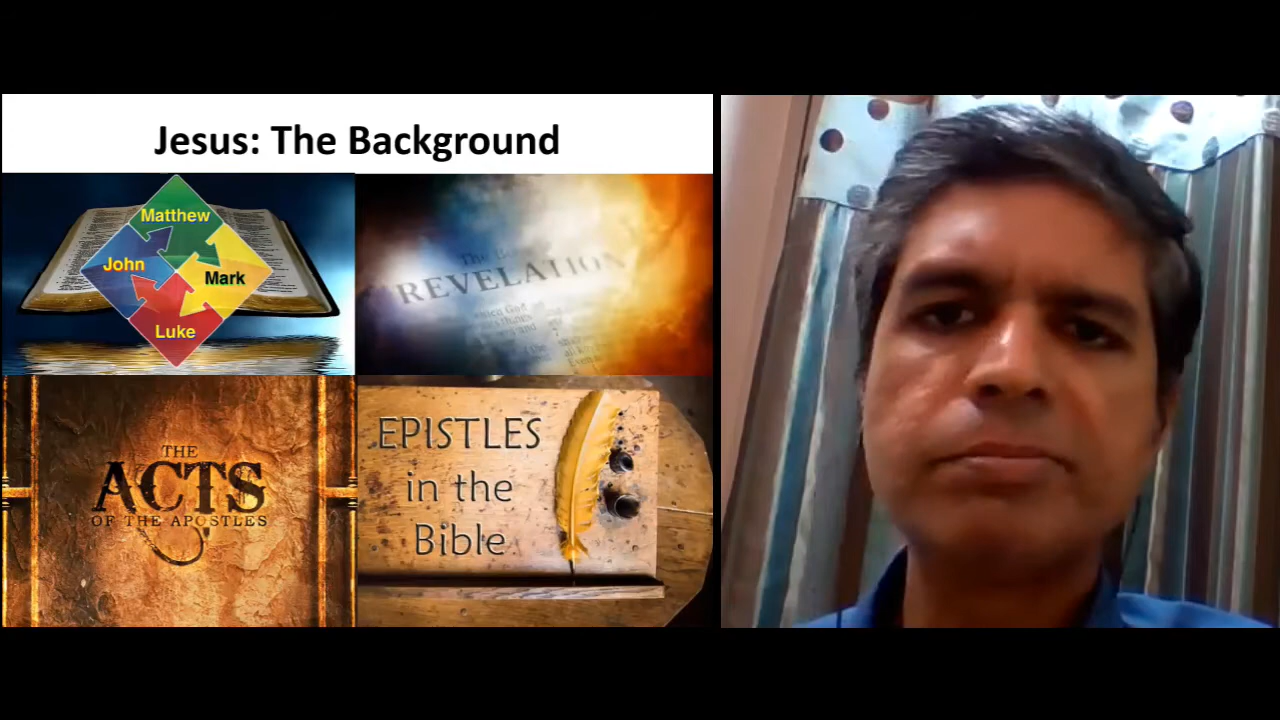 Jesus: The Background
Matthew
John
Mark
Luke
REVELATION
THE
ACTS
OF THE APOSTLES
EPISTLES
in the
Bible